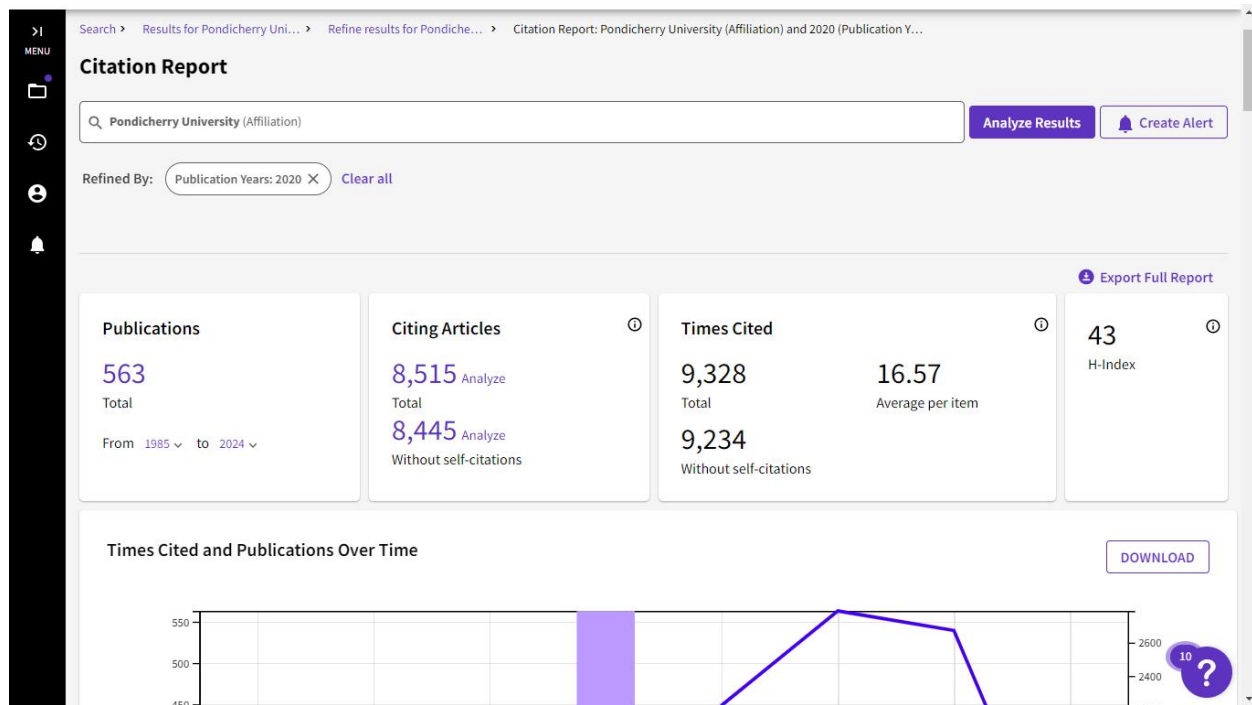 Search > Results for Pondicherry Uni... > Refine results for Pondiche... > Citation Report: Pondicherry University (Affiliation) and 2020 (Publication Y...
MENU
Citation Report
Pondicherry University (Affiliation)
Analyze Results
Create Alert
Refined By:
Publication Years: 2020 ×
Clear all
Export Full Report
Publications
563
Total
From 1985 to 2024
Citing Articles
8,515 Analyze
Total
8,445 Analyze
Without self-citations
Times Cited
9,328
Total
16.57
Average per item
9,234
Without self-citations
43
H-Index
Times Cited and Publications Over Time
DOWNLOAD
550
500
2600
2400
10
?